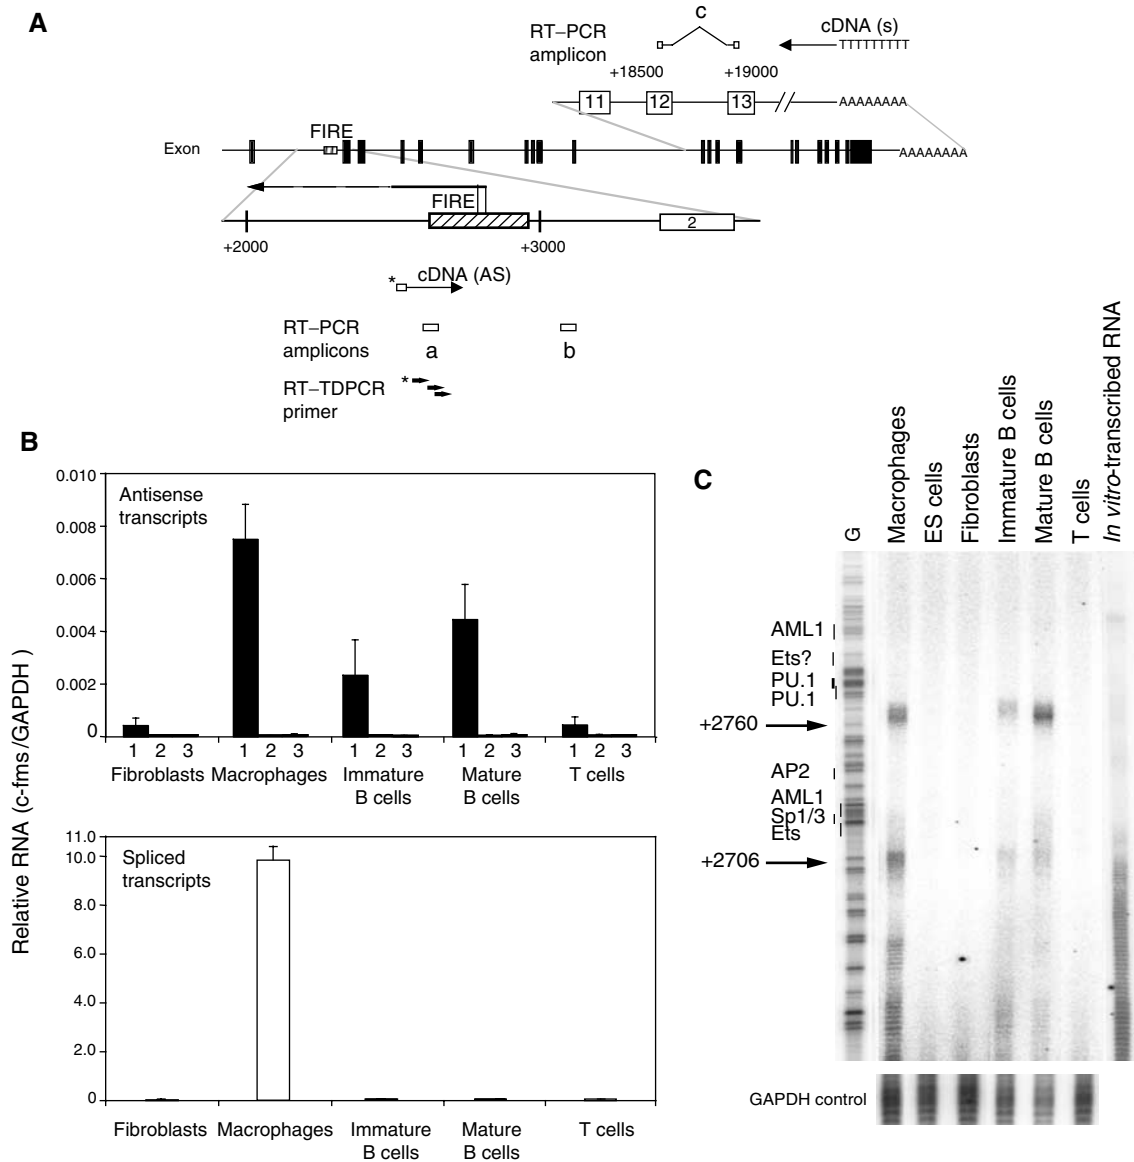 A
RT–PCR
amplicon
c
cDNA (s)
TTTTTTTTT
+18500
+19000
11
12
13
AAAAAAAA
Exon
FIRE
AAAAAAAAA
FIRE
2
+2000
+3000
*
cDNA (AS)
RT–PCR
amplicons
a
b
RT–TDPCR
primer
*
B
Relative RNA (c-fms/GAPDH )
0.010
0.008
0.006
0.004
0.002
0
Antisense
transcripts
1 2 3
1 2 3
1 2 3
1 2 3
1 2 3
Fibroblasts
Macrophages
Immature
B cells
Mature
B cells
T cells
11.0
10.0
8.0
6.0
4.0
2.0
0
Spliced
transcripts
Fibroblasts
Macrophages
Immature
B cells
Mature
B cells
T cells
C
G
Macrophages
ES cells
Fibroblasts
Immature B cells
Mature B cells
T cells
In vitro-transcribed RNA
AML1
Ets?
PU.1
PU.1
+2760
AP2
AML1
Sp1/3
Ets
+2706
GAPDH control